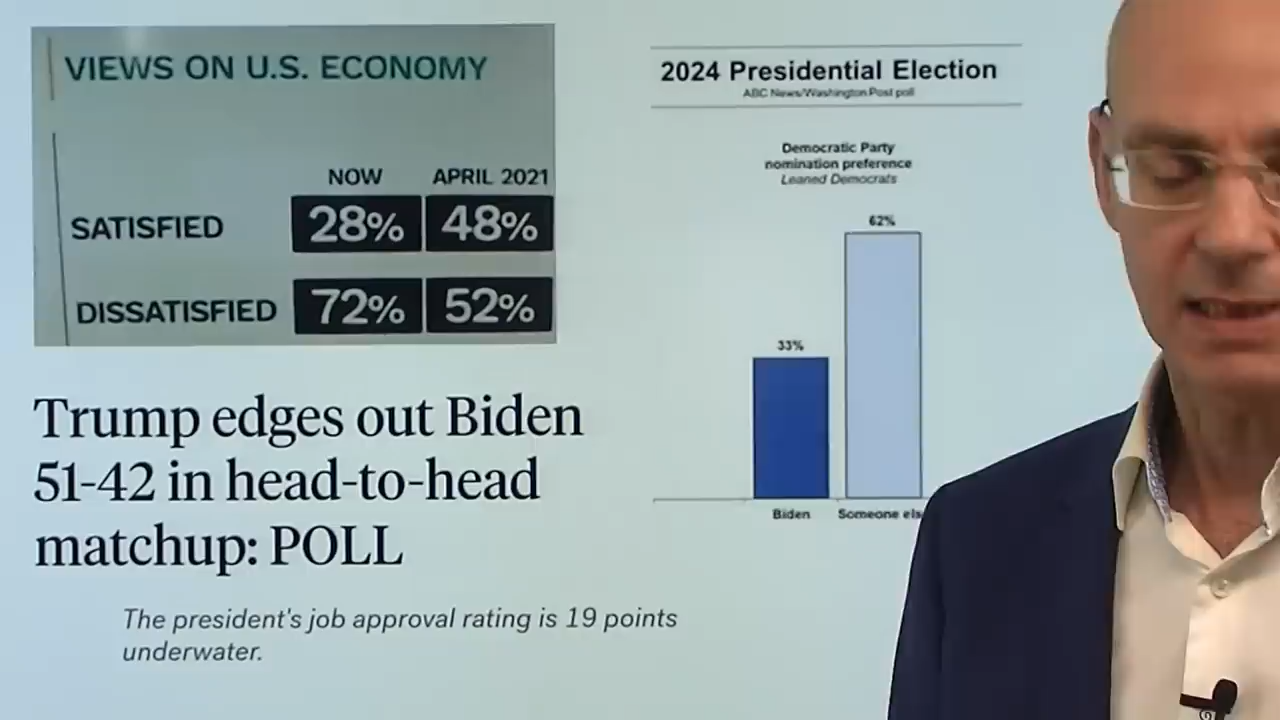 VIEWS ON U.S. ECONOMY
NOW APRIL 2021
SATISFIED 28% 48%
DISSATISFIED 72% 52%
Trump edges out Biden
51-42 in head-to-head
matchup: POLL
The president's job approval rating is 19 points
underwater.
2024 Presidential Election
ABC News/Washington Post poll
Democratic Party
nomination preference
Leaned Democrats
62%
33%
Biden Someone els